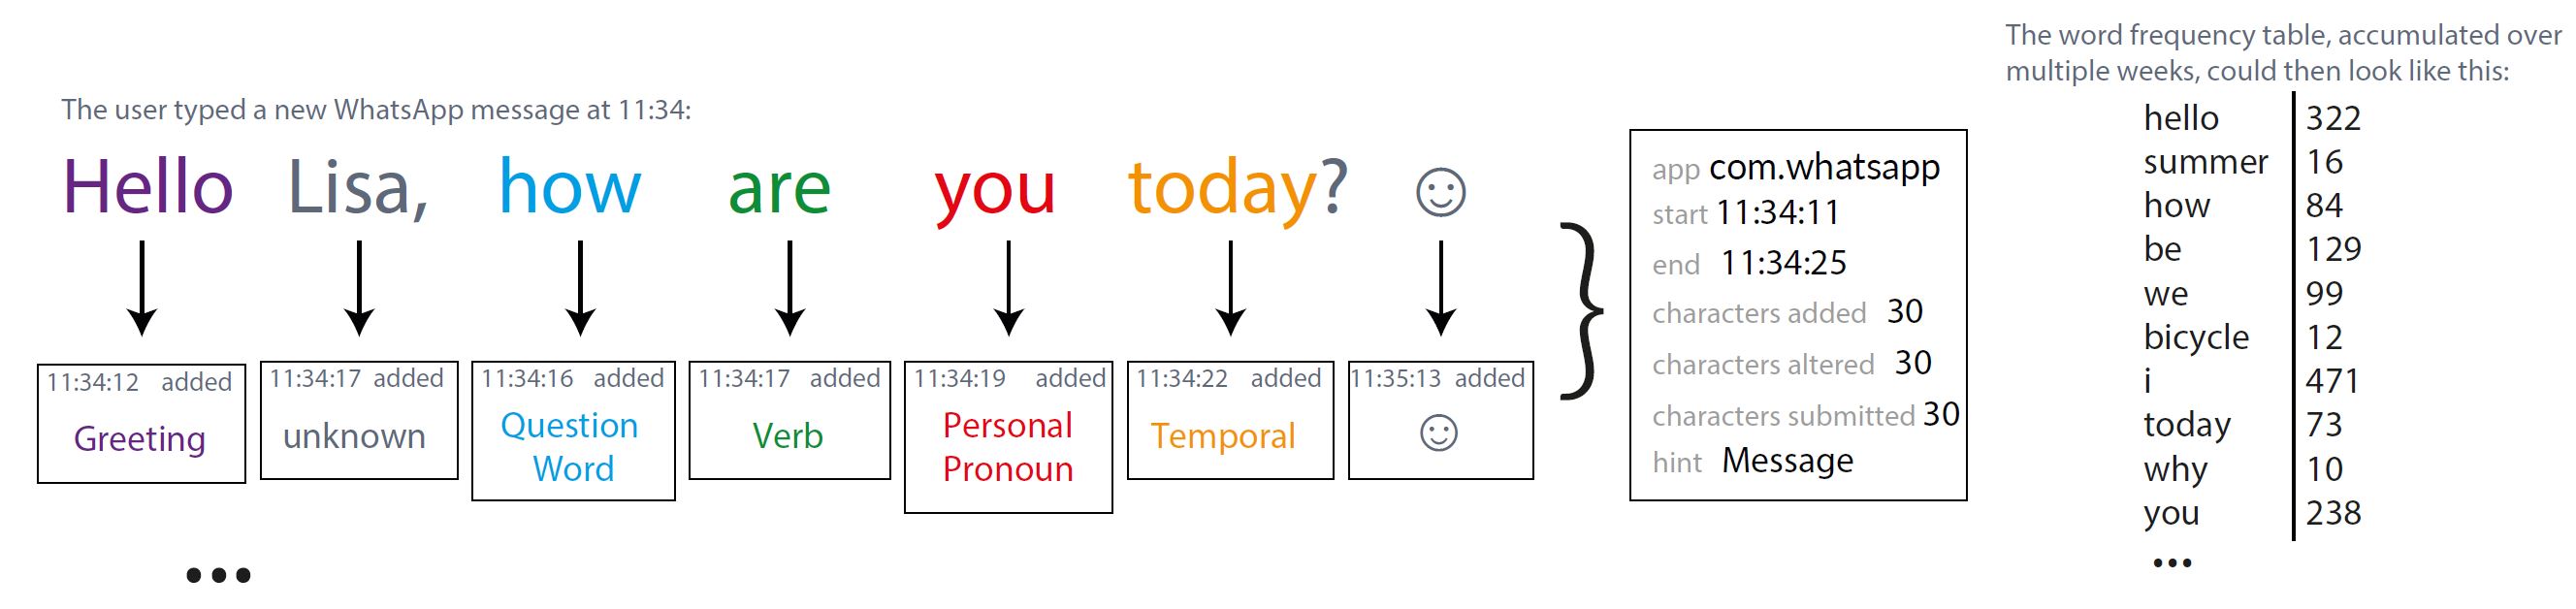 The user typed a new WhatsApp message at 11:34:
Hello Lisa, how are you today? ☺
11:34:12 added
Greeting
11:34:17 added
unknown
11:34:16 added
Question
Word
11:34:17 added
Verb
11:34:19 added
Personal
Pronoun
11:34:22 added
Temporal
11:35:13 added
☺
...
app com.whatsapp
start 11:34:11
end 11:34:25
characters added 30
characters altered 30
characters submitted 30
hint Message
The word frequency table, accumulated over
multiple weeks, could then look like this:
hello 322
summer 16
how 84
be 129
we 99
bicycle 12
i 471
today 73
why 10
you 238
...